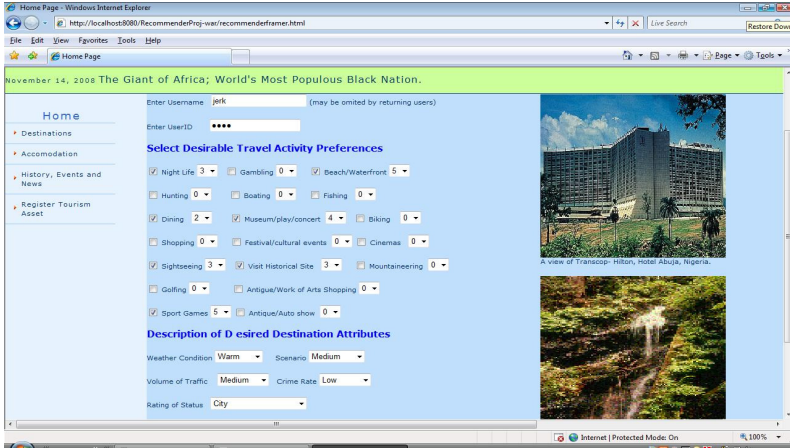 Home Page - Windows Internet Explorer
http://localhost:8080/RecommenderProj-war/recommenderframer.html
Live Search
Restore Down
File Edit View Favorites Tools Help
Home Page
Page Tools
November 14, 2008 The Giant of Africa; World's Most Populous Black Nation.
Home
Destinations
Accomodation
History, Events and
News
Register Tourism
Asset
Enter Username jerk (may be omited by returning users)
Enter UserID ••••
Select Desirable Travel Activity Preferences
Night Life 3 Gambling 0 Beach/Waterfront 5
Hunting 0 Boating 0 Fishing 0
Dining 2 Museum/play/concert 4 Biking 0
Shopping 0 Festival/cultural events 0 Cinemas 0
Sightseeing 3 Visit Historical Site 3 Mountaineering 0
Golfing 0 Antigue/Work of Arts Shopping 0
Sport Games 5 Antigue/Auto show 0
Description of D esired Destination Attributes
Weather Condition Warm Scenario Medium
Volume of Traffic Medium Crime Rate Low
Rating of Status City
A view of Transcop- Hilton, Hotel Abuja, Nigeria.
Internet | Protected Mode: On
100%